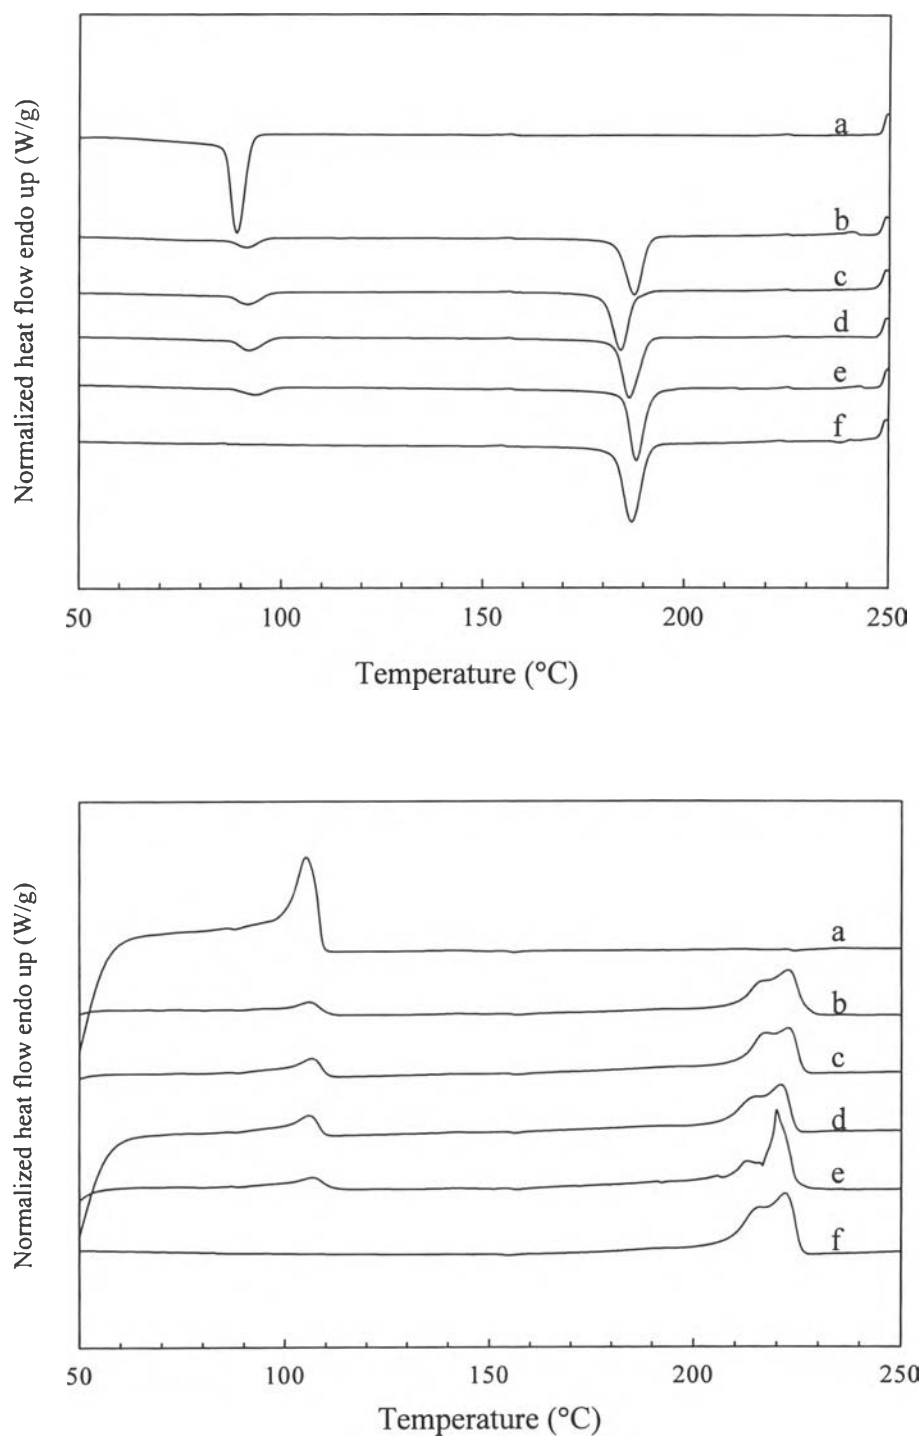 Normalized heat flow endo up (W/g)
a
b
c
d
e
f
50 100 150 200 250
Temperature (°C)
Normalized heat flow endo up (W/g)
a
b
c
d
e
f
50 100 150 200 250
Temperature (°C)